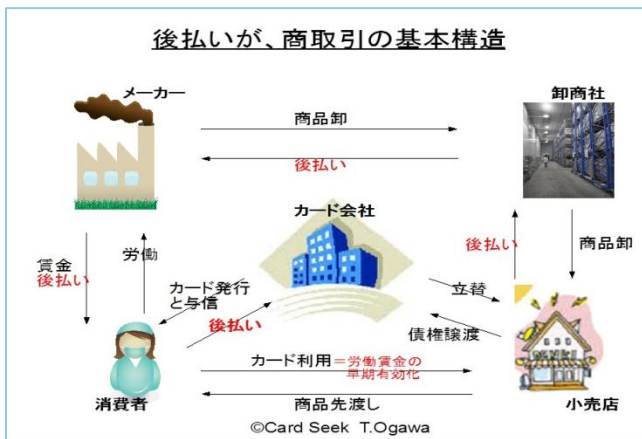 後払いが、商取引の基本構造
メーカー
卸商社
商品卸
後払い
カード会社
賃金
後払い
労働
カード発行
と与信
後払い
立替
債権譲渡
後払い
商品卸
カード利用＝労働賃金の
早期有効化
消費者
商品先渡し
小売店
©Card Seek T.Ogawa